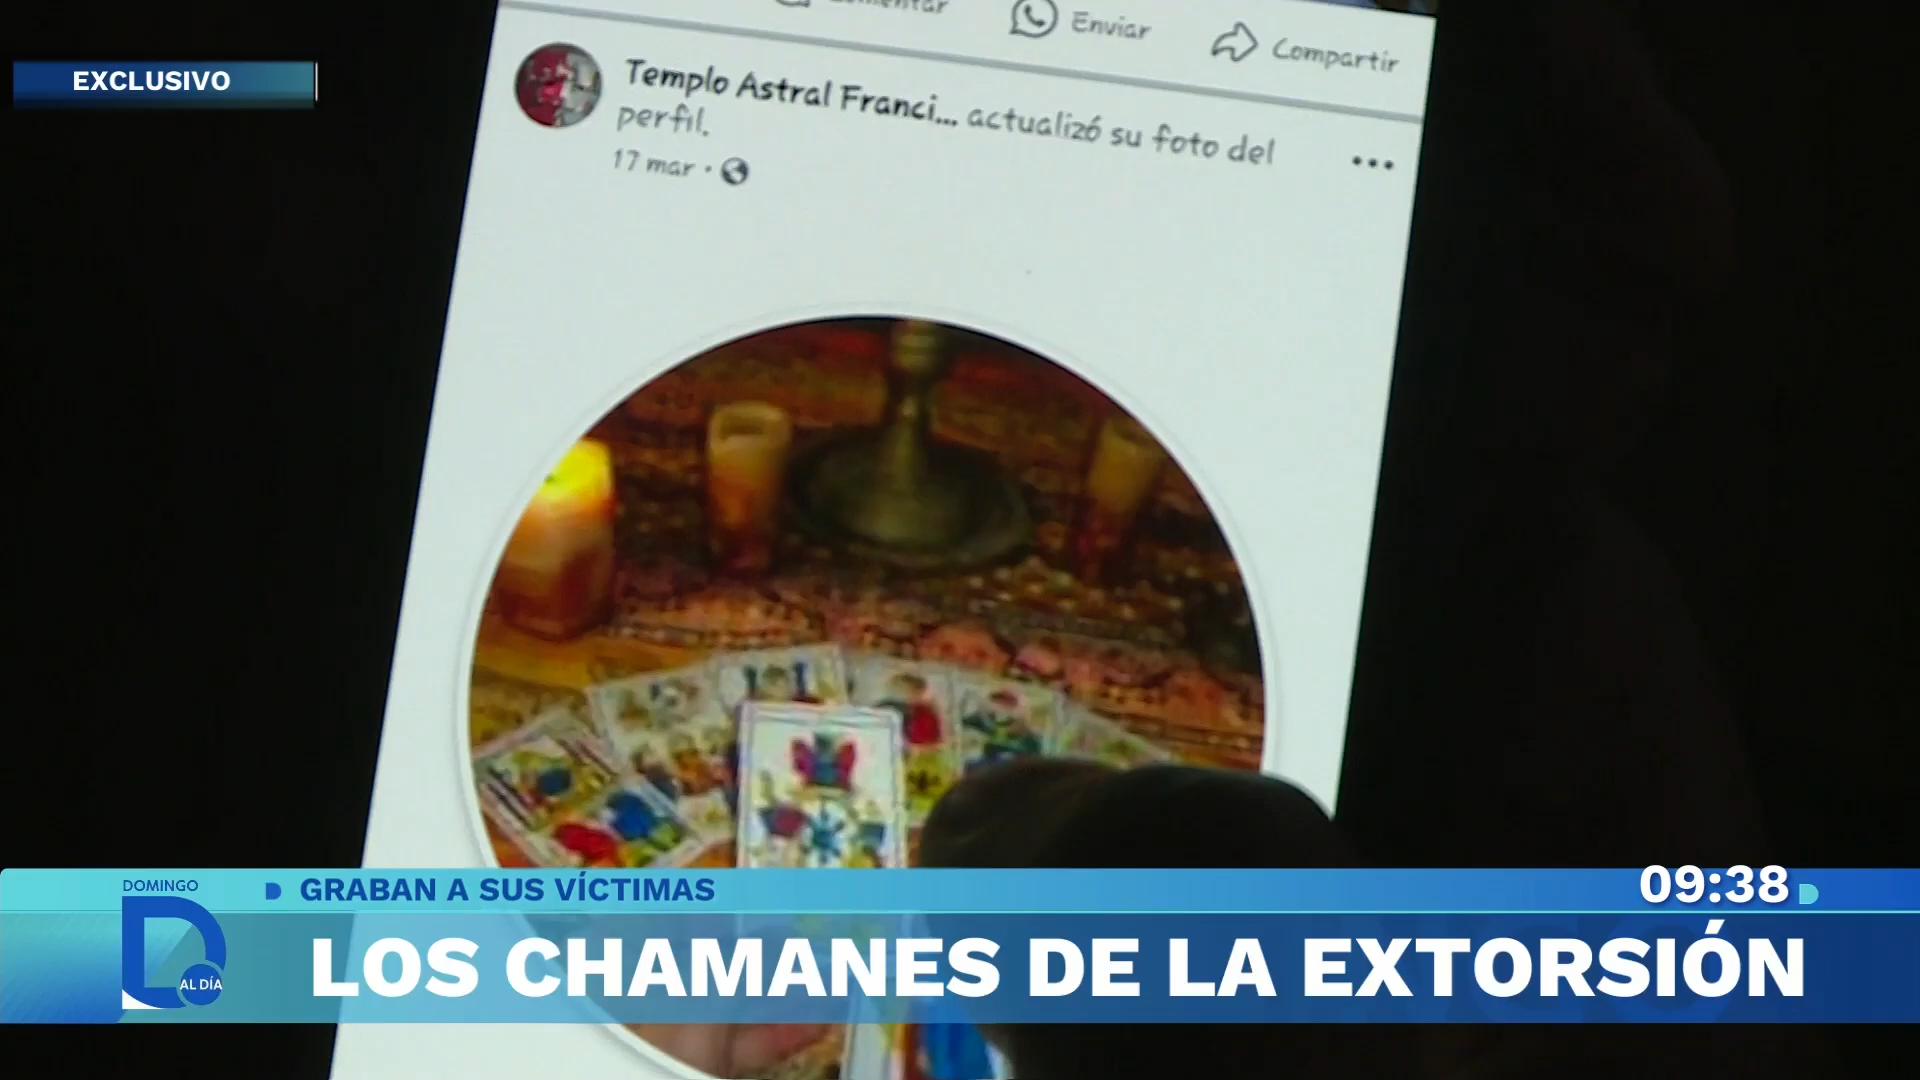 Comentar
Enviar
Compartir
EXCLUSIVO
Templo Astral Franci... actualizó su foto del
perfil.
17 mar
DOMINGO
GRABAN A SUS VÍCTIMAS
09:38
AL DÍA
LOS CHAMANES DE LA EXTORSIÓN